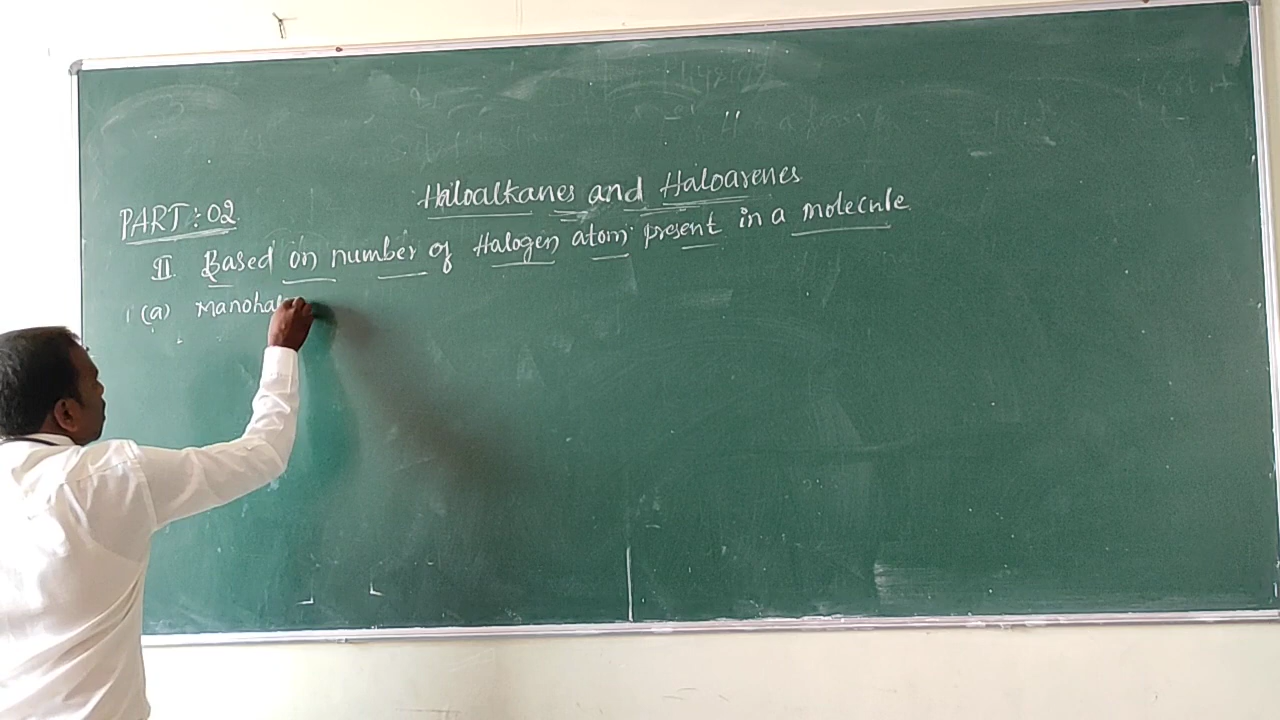 Haloalkanes and Haloarenes
PART:02
II. Based on number of Halogen atom present in a molecule
(a) Manohal